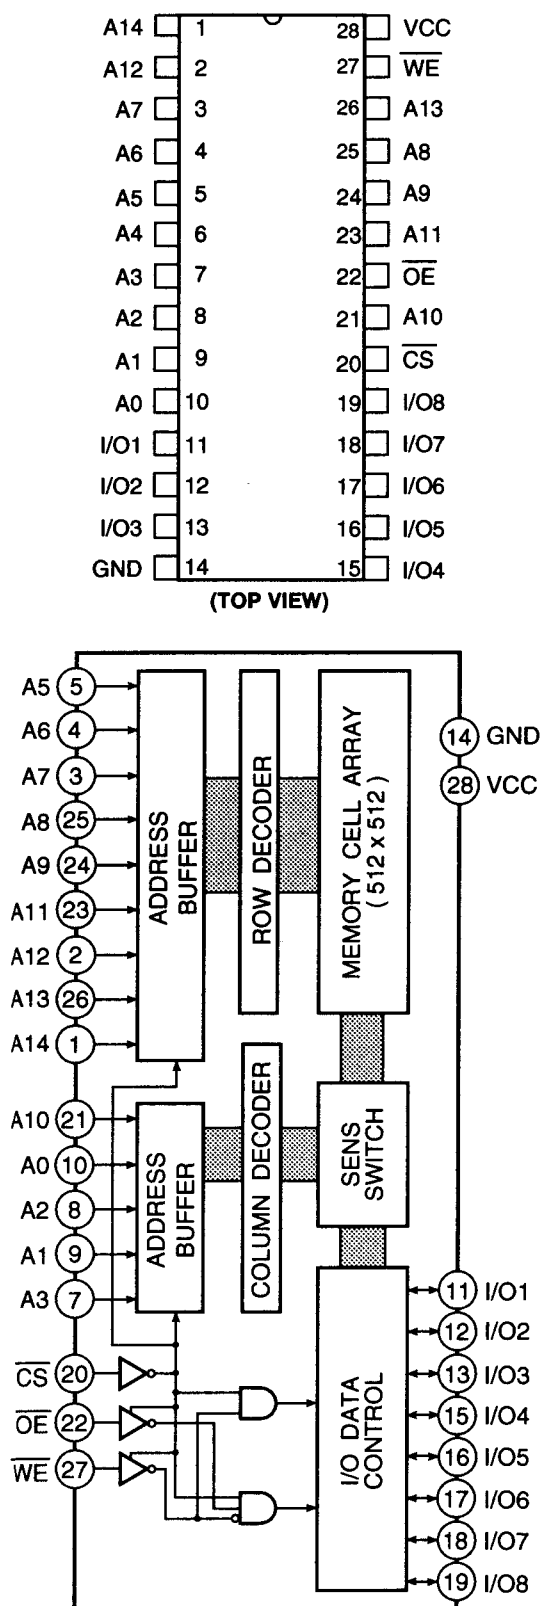 A14 1 28 VCC
A12 2 27 W̅E̅
A7 3 26 A13
A6 4 25 A8
A5 5 24 A9
A4 6 23 A11
A3 7 22 O̅E̅
A2 8 21 A10
A1 9 20 C̅S̅
A0 10 19 I/O8
I/O1 11 18 I/O7
I/O2 12 17 I/O6
I/O3 13 16 I/O5
GND 14 15 I/O4
(TOP VIEW)
A5 5
A6 4
A7 3
A8 25
A9 24
A11 23
A12 2
A13 26
A14 1
ADDRESS
BUFFER
ROW DECODER
MEMORY CELL ARRAY
(512 x 512)
14 GND
28 VCC
A10 21
A0 10
A2 8
A1 9
A3 7
ADDRESS
BUFFER
COLUMN DECODER
SENS
SWITCH
C̅S̅ 20
O̅E̅ 22
W̅E̅ 27
I/O DATA
CONTROL
11 I/O1
12 I/O2
13 I/O3
15 I/O4
16 I/O5
17 I/O6
18 I/O7
19 I/O8